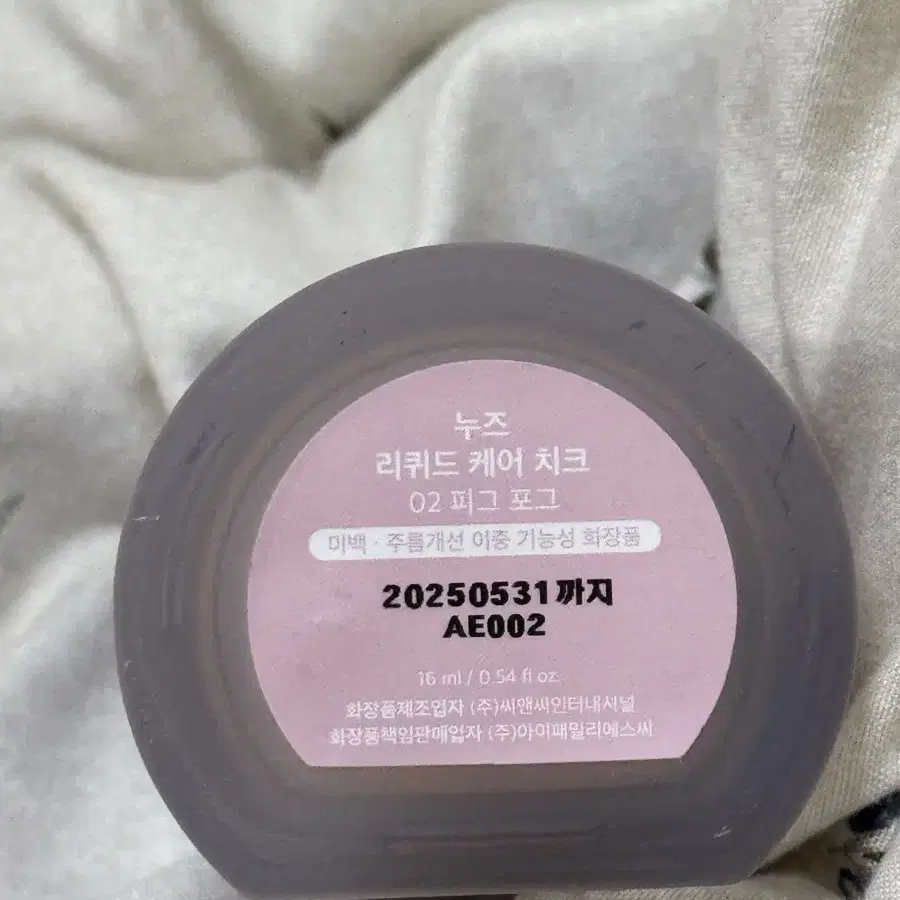 누즈
리퀴드 케어 치크
02 피그 포그
미백 · 주름개선 이중 기능성 화장품
20250531까지
AE002
16 ml / 0.54 fl oz
화장품제조업자 (주)씨앤씨인터내셔널
화장품책임판매업자 (주)아이패밀리에스씨